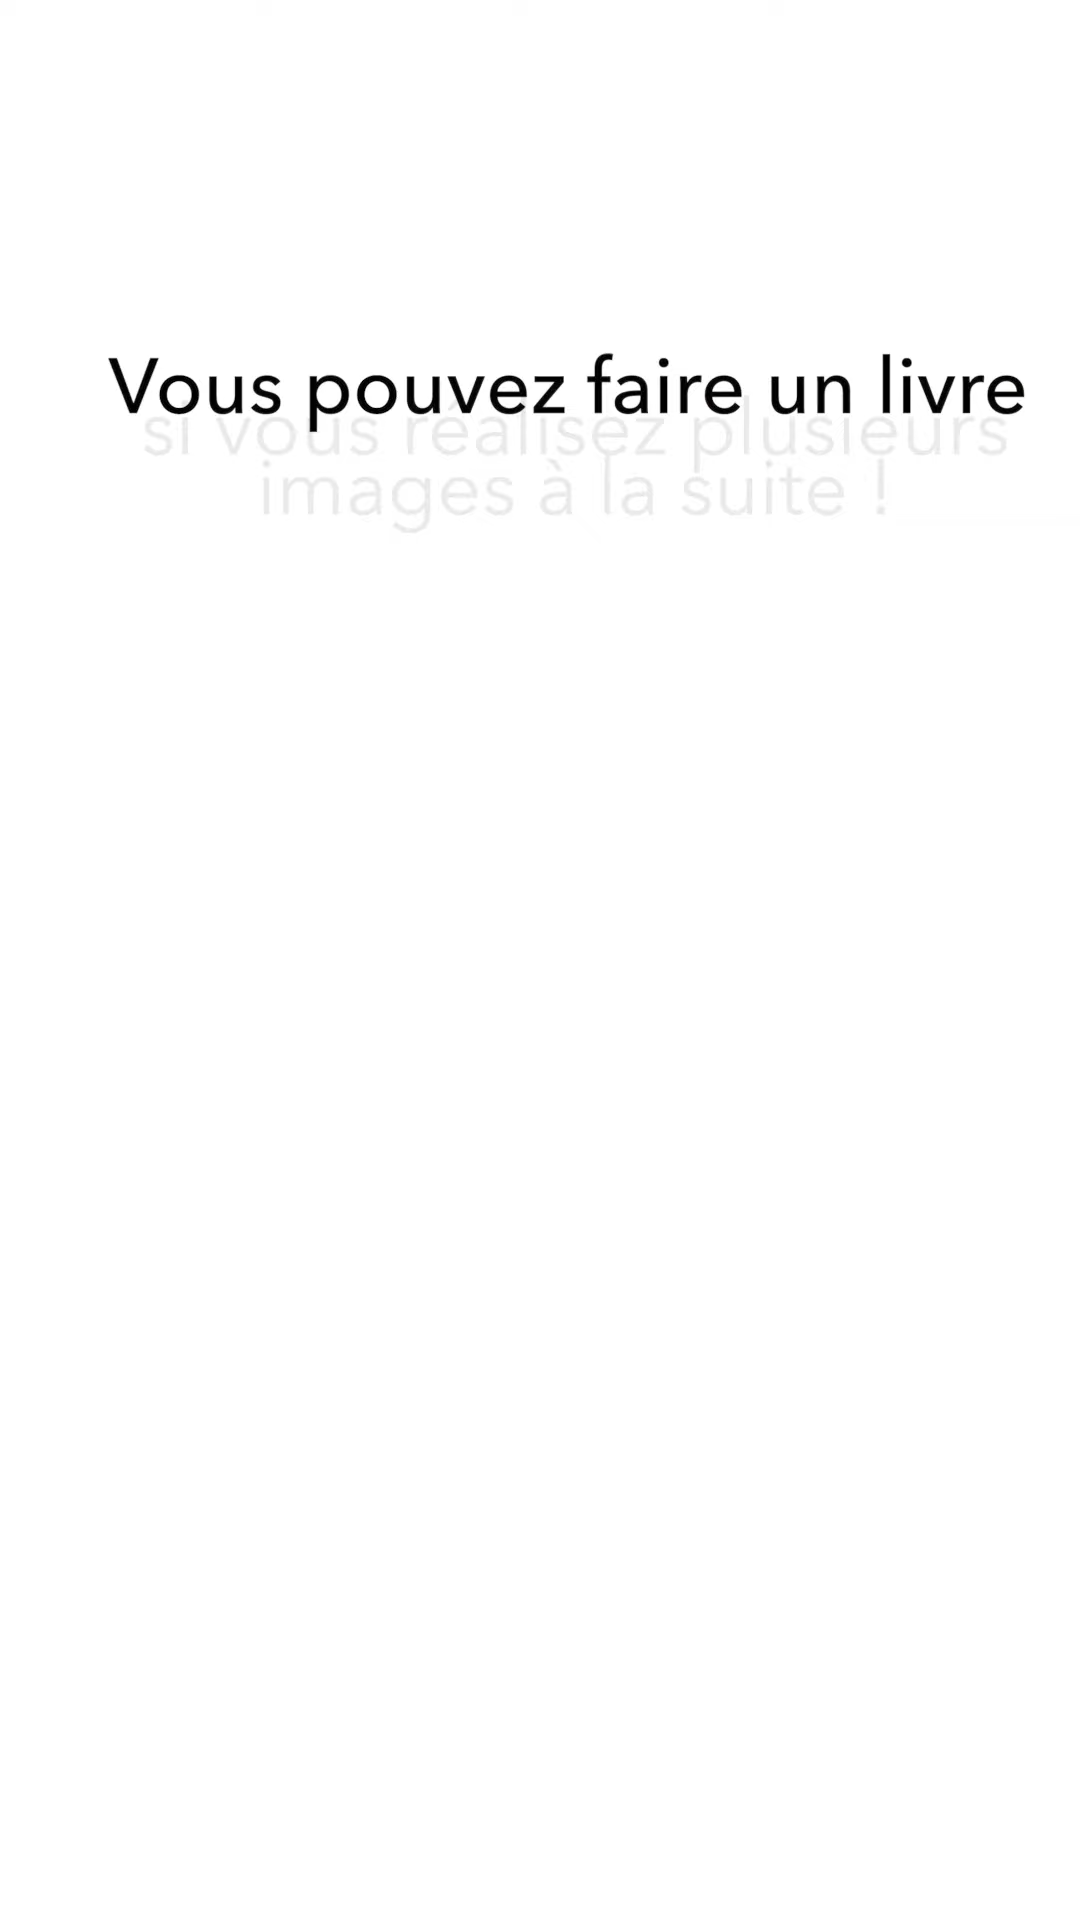 Vous pouvez faire un livre
si vous réalisez plusieurs
images à la suite !